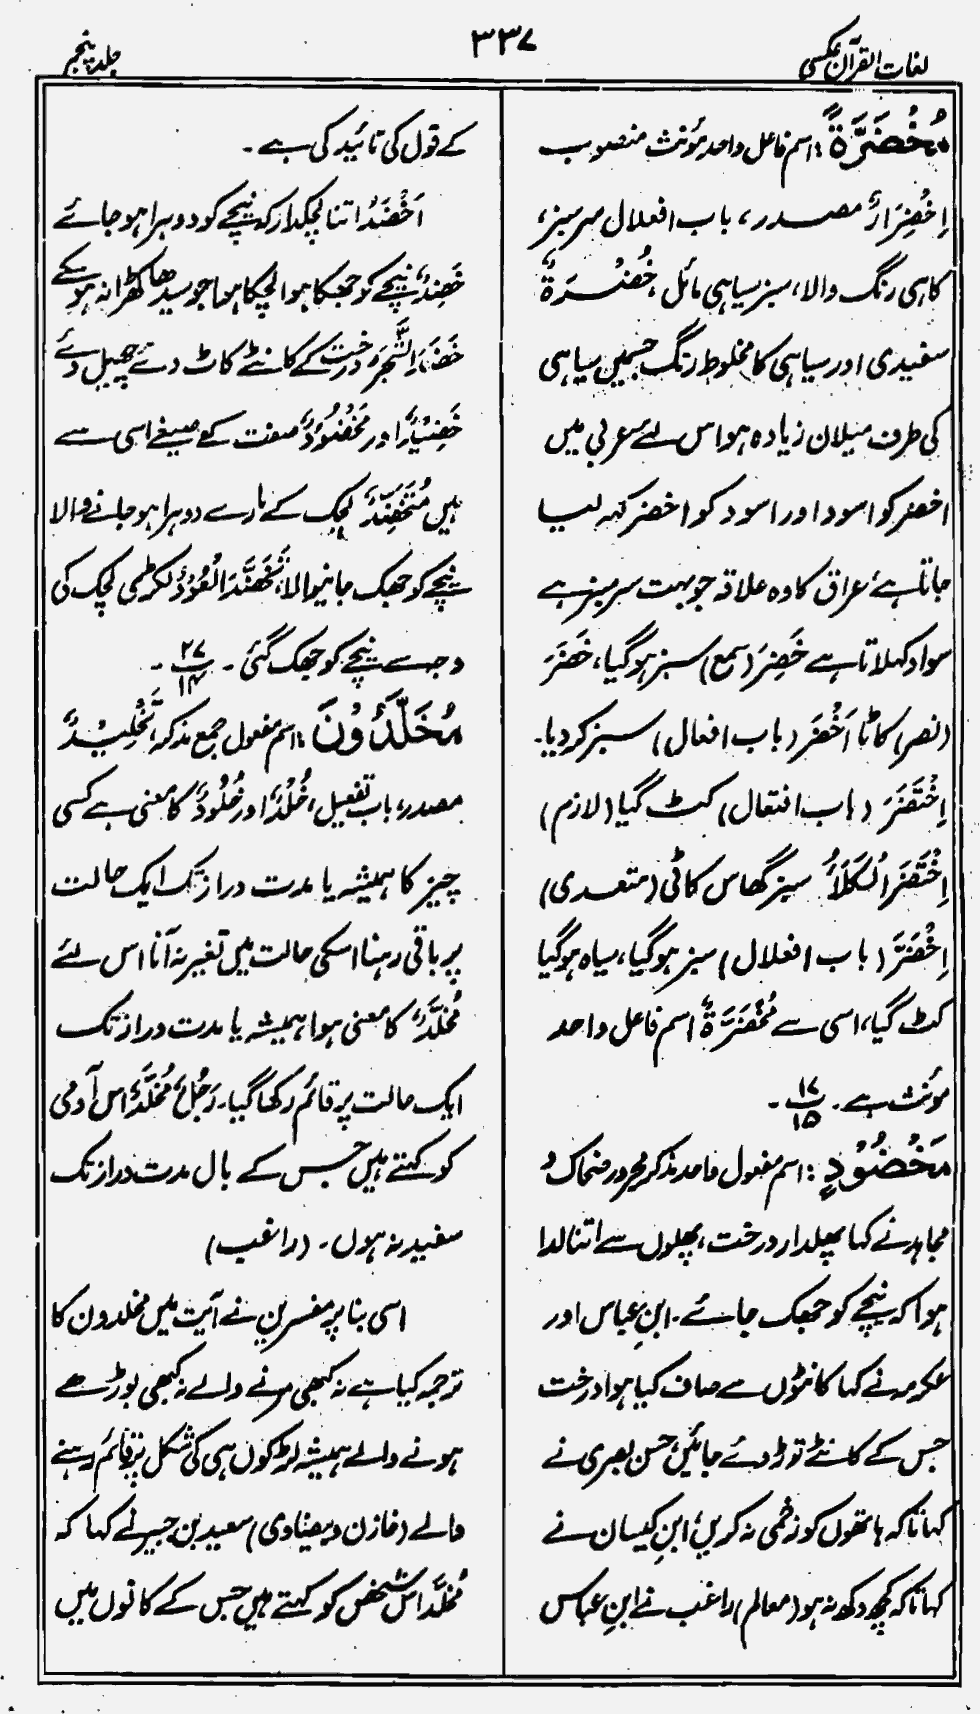 لغات القرآن عکسی
۳۳۷
جلد پنجم
مُخْضَرَّةً : اسم فاعل واحد مؤنث منصوب
اِخْضِرَارٌ مصدر، باب افعلال سرسبز،
کاہی رنگ والا، سبز سیاہی مائل، خُضْرَةٌ
سفیدی اور سیاہی کا مخلوط رنگ جسمیں سیاہی
کی طرف میلان زیادہ ہو اس لئے عربی میں
اخضر کو اسود اور اسود کو اخضر کہہ لیا
جاتا ہے عراق کا وہ علاقہ جو بہت سرسبز ہے
سواد کہلاتا ہے خَضِرَ (سمع) سبز ہو گیا، خَضَرَ
(نصر) کاٹا اَخْضَرَ (باب افعال) سبز کر دیا۔
اِخْتَضَرَ (باب افتعال) کٹ گیا (لازم)
اِخْتَضَرَ الْكَلَأَ سبز گھاس کاٹی (متعدی)
اِخْضَرَّ (باب افعلال) سبز ہو گیا، سیاہ ہو گیا
کٹ گیا، اسی سے مُخْضَرَّةٌ اسم فاعل واحد
مؤنث ہے۔ ۱۷/۱۵ ۔
مَخْضُوْدٍ : اسم مفعول واحد مذکر مجرور ضحاک و
مجاہد نے کہا پھلدار درخت، پھلوں سے اتنا لدا
ہوا کہ نیچے کو جھک جائے۔ ابن عباس اور
عکرمہ نے کہا کانٹوں سے صاف کیا ہوا درخت
جس کے کانٹے توڑ دئے جائیں، حسن بصری نے
کہا تاکہ ہاتھوں کو زخمی نہ کریں، ابن کیسان نے
کہا تاکہ کچھ دکھ نہ ہو (معالم) راغب نے ابن عباس
کے قول کی تائید کی ہے۔
اَخْضَدُ اتنا لچکدار کہ نیچے کو دوہرا ہو جائے
خَضِدٌ نیچے کو جھکا ہوا لچکا ہوا جو سیدھا کھڑا نہ ہو سکے
خَضَدَ الشَّجَرَ درخت کے کانٹے کاٹ دئے چھیل دئے
خَضِيْدٌ اور مَخْضُوْدٌ صفت کے صیغے اسی سے
ہیں مُنْخَضِدٌ لچک کے مارے دوہرا ہو جانے والا
نیچے کو جھک جانیوالا، تَخَضَّدَ الْعُوْدُ لکڑی لچک کی
وجہ سے نیچے کو جھک گئی۔ ۲۷/۱۴ ۔
مُخَلَّدُوْنَ : اسم مفعول جمع مذکر، تَخْلِيْدٌ
مصدر، باب تفعیل، خُلْدٌ اور خُلُوْدٌ کا معنی ہے کسی
چیز کا ہمیشہ یا مدت دراز تک ایک حالت
پر باقی رہنا اسکی حالت میں تغیر نہ آنا اس لئے
مُخَلَّدٌ کا معنی ہوا ہمیشہ یا مدت دراز تک
ایک حالت پر قائم رکھا گیا۔ رَجُلٌ مُخَلَّدٌ اس آدمی
کو کہتے ہیں جس کے بال مدت دراز تک
سفید نہ ہوں۔ (راغب)
اسی بنا پر مفسرین نے آیت میں مخلدون کا
ترجمہ کیا ہے نہ کبھی مرنے والے نہ کبھی بوڑھے
ہونے والے ہمیشہ لڑکوں ہی کی شکل پر قائم رہنے
والے (خازن و بیضاوی) سعید بن جبیر نے کہا کہ
مُخَلَّد اس شخص کو کہتے ہیں جس کے کانوں میں